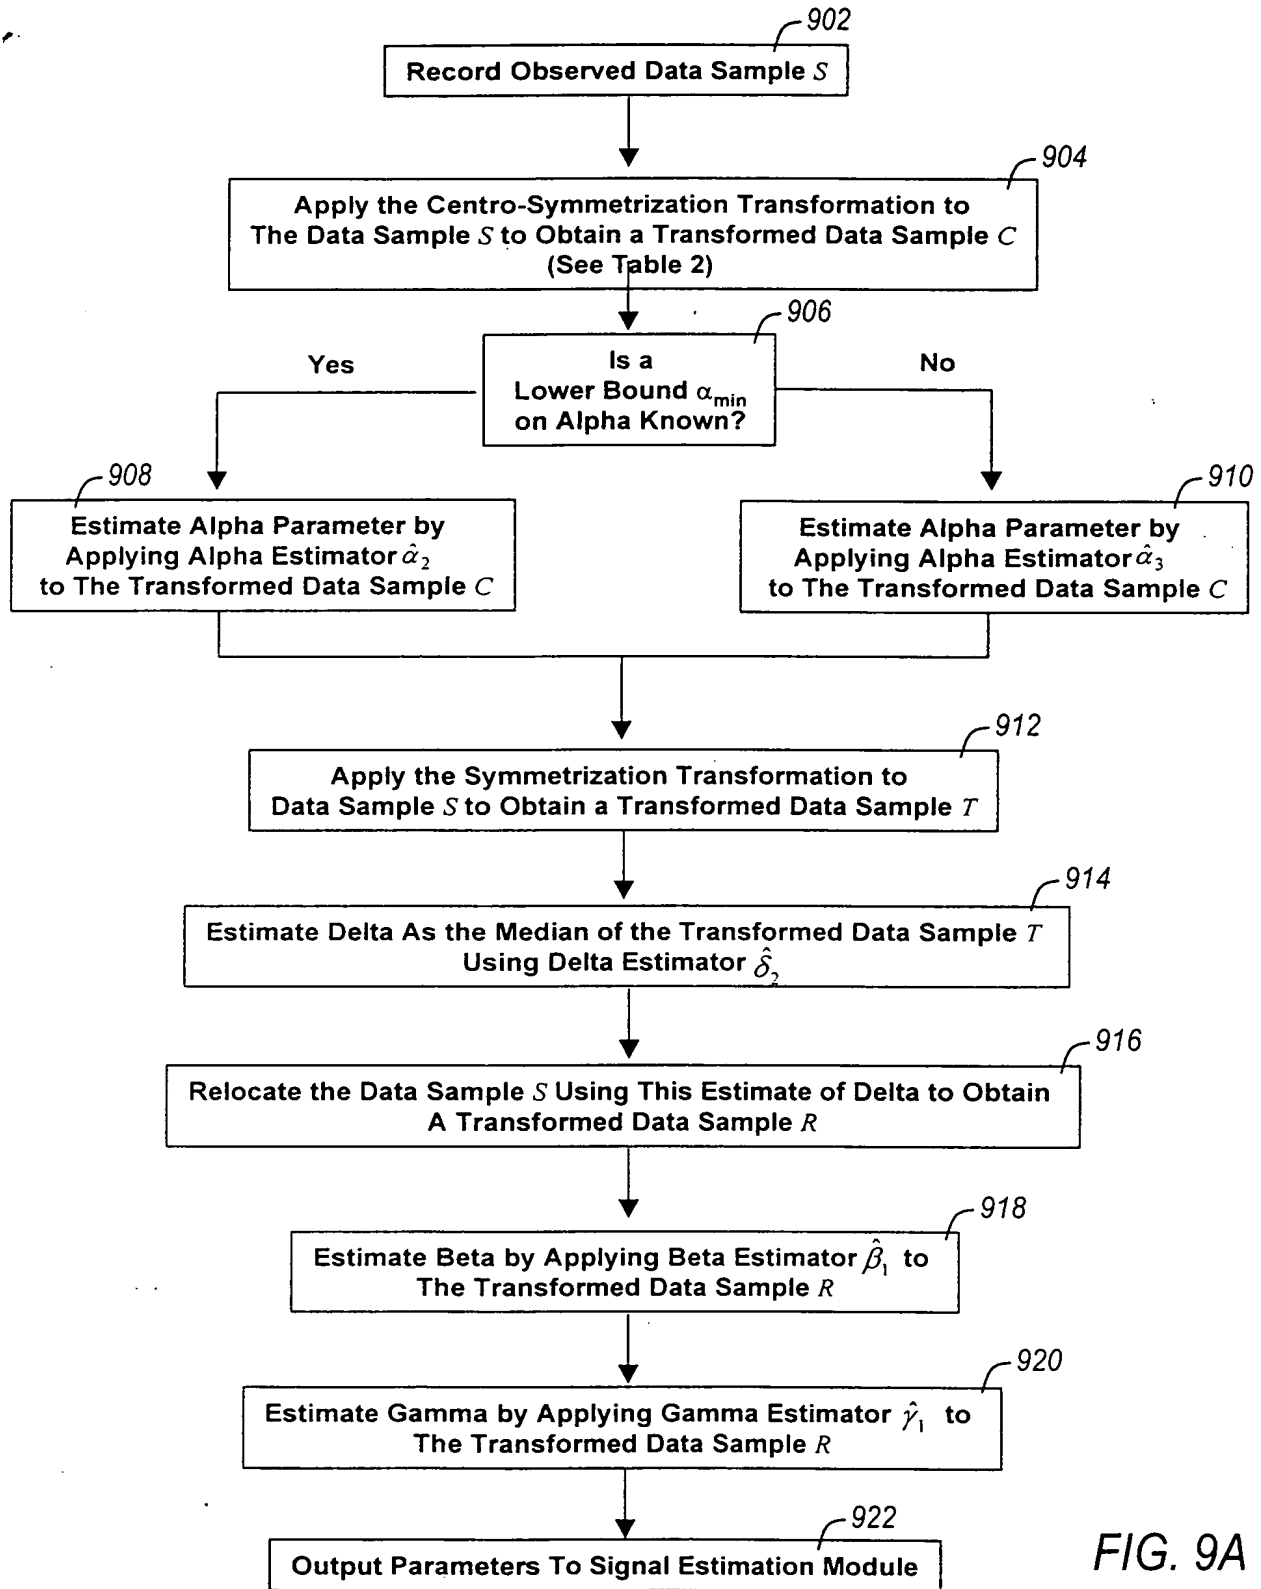 902
Record Observed Data Sample S
904
Apply the Centro-Symmetrization Transformation to
The Data Sample S to Obtain a Transformed Data Sample C
(See Table 2)
906
Is a
Lower Bound αmin
on Alpha Known?
Yes
No
908
Estimate Alpha Parameter by
Applying Alpha Estimator α̂2
to The Transformed Data Sample C
910
Estimate Alpha Parameter by
Applying Alpha Estimator α̂3
to The Transformed Data Sample C
912
Apply the Symmetrization Transformation to
Data Sample S to Obtain a Transformed Data Sample T
914
Estimate Delta As the Median of the Transformed Data Sample T
Using Delta Estimator δ̂2
916
Relocate the Data Sample S Using This Estimate of Delta to Obtain
A Transformed Data Sample R
918
Estimate Beta by Applying Beta Estimator β̂1 to
The Transformed Data Sample R
920
Estimate Gamma by Applying Gamma Estimator γ̂1 to
The Transformed Data Sample R
922
Output Parameters To Signal Estimation Module
FIG. 9A